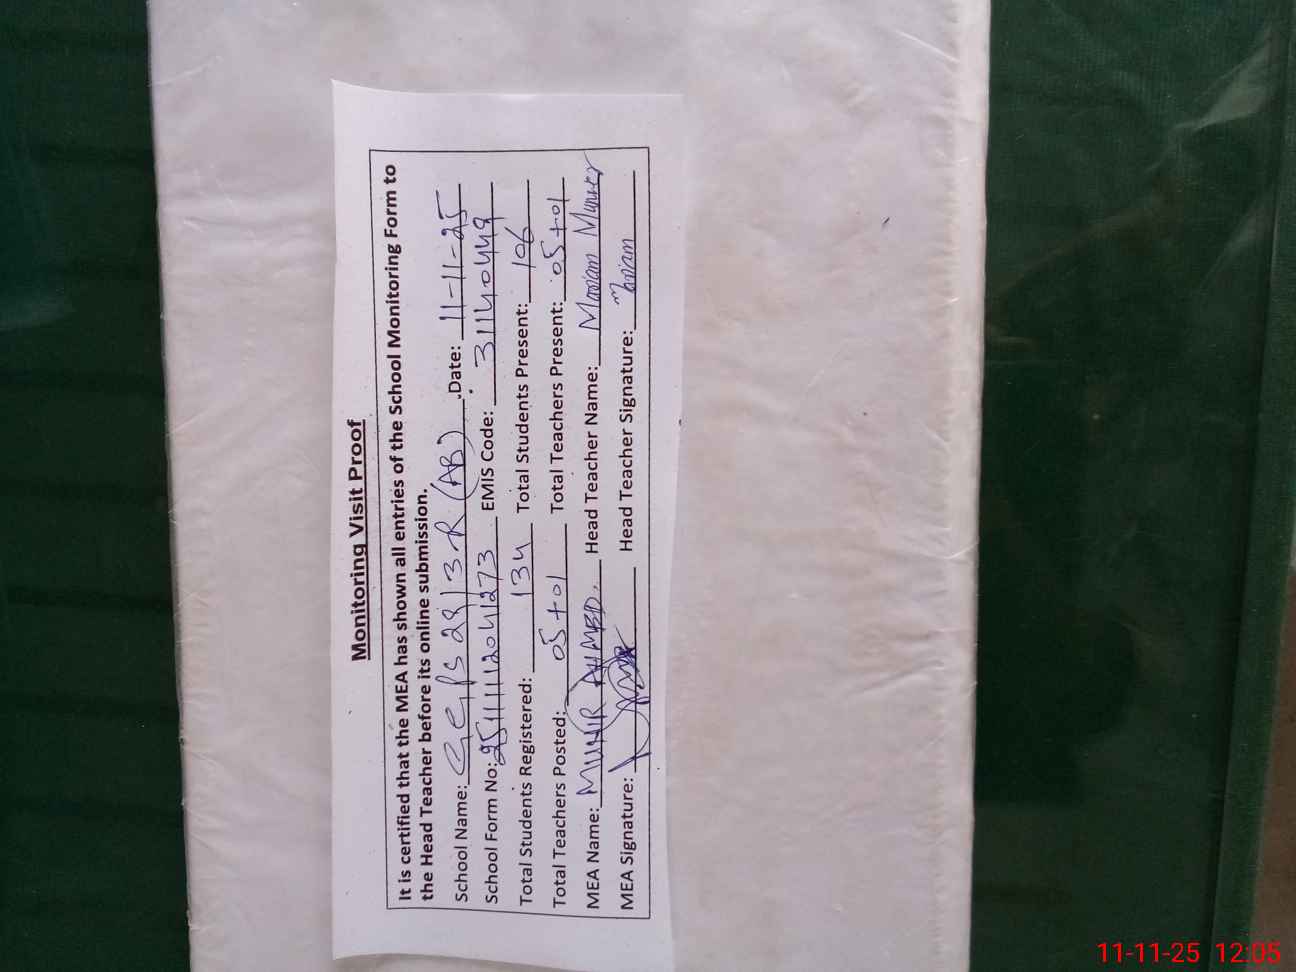 Monitoring Visit Proof
It is certified that the MEA has shown all entries of the School Monitoring Form to
the Head Teacher before its online submission.
School Name: GGPS 28/3-R (AB) Date: 11-11-25
School Form No: EMIS Code: 31140449
Total Students Registered: 134 Total Students Present: 106
Total Teachers Posted: 05+01 Total Teachers Present: 05+01
MEA Name: MUNIR AHMED. Head Teacher Name: Mariam Munir
MEA Signature: Head Teacher Signature: Mariam
11-11-25 12:05